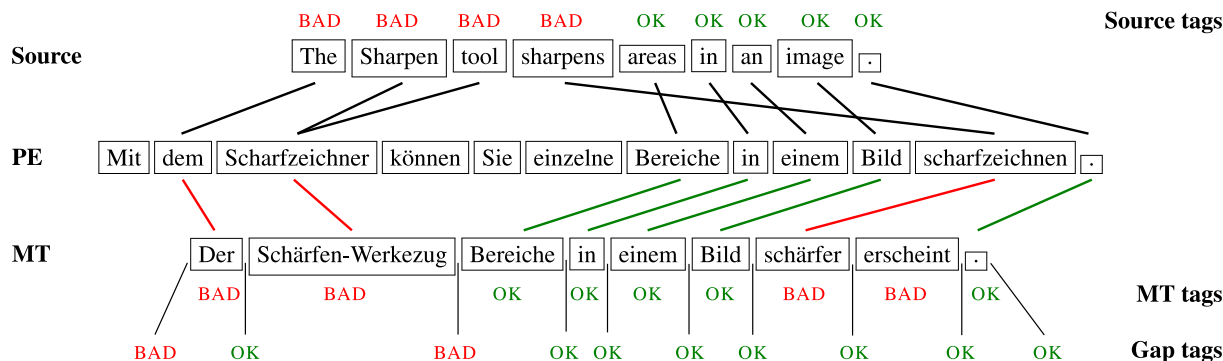 BAD BAD BAD BAD OK OK OK OK OK Source tags
Source The Sharpen tool sharpens areas in an image .
PE Mit dem Scharfzeichner können Sie einzelne Bereiche in einem Bild scharfzeichnen .
MT Der Schärfen-Werkezug Bereiche in einem Bild schärfer erscheint .
BAD BAD OK OK OK OK BAD BAD OK MT tags
BAD OK BAD OK OK OK OK OK OK OK Gap tags